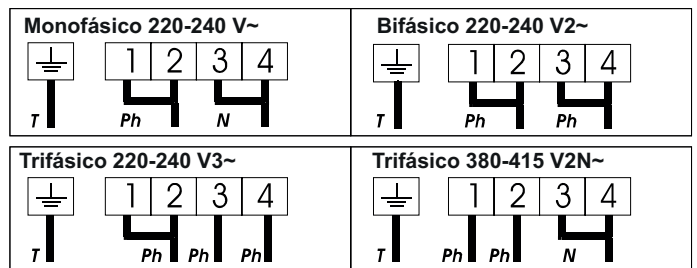 Monofásico 220-240 V~
1 2 3 4
T Ph N
Bifásico 220-240 V2~
1 2 3 4
T Ph Ph
Trifásico 220-240 V3~
1 2 3 4
T Ph Ph Ph
Trifásico 380-415 V2N~
1 2 3 4
T Ph Ph N